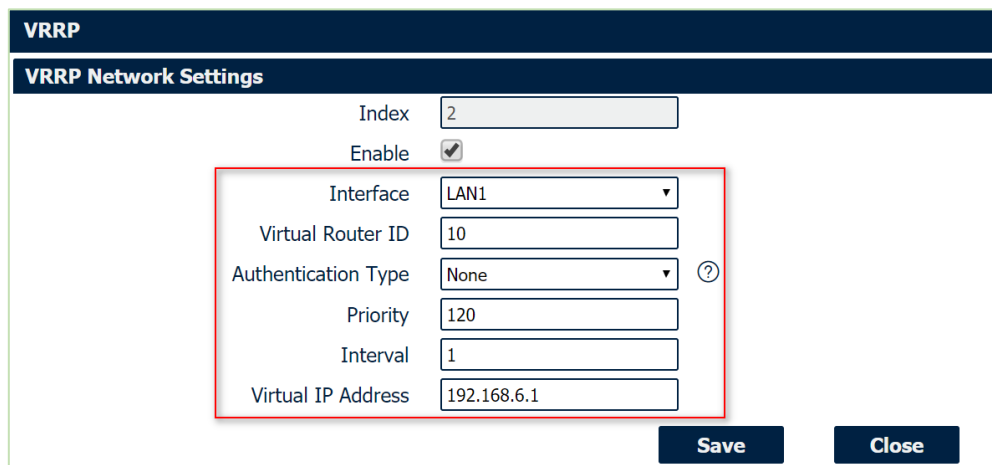 VRRP
VRRP Network Settings
Index 2
Enable
Interface LAN1
Virtual Router ID 10
Authentication Type None ?
Priority 120
Interval 1
Virtual IP Address 192.168.6.1
Save Close